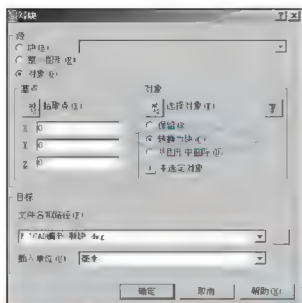 写块
? ×
源
块(B):
整个图形(E)
对象(O)
基点
拾取点(K)
X 0
Y 0
Z 0
对象
选择对象(T)
保留(R)
转换为块(C)
从图形中删除(D)
未选定对象
目标
文件名和路径(F):
新块.dwg
插入单位(U): 毫米
确定 取消 帮助(H)